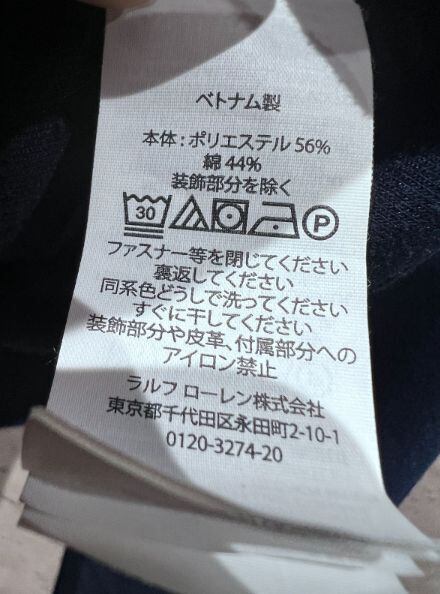 ベトナム製
本体:ポリエステル 56%
綿 44%
装飾部分を除く
30 P
ファスナー等を閉じてください
裏返してください
同系色どうしで洗ってください
すぐに干してください
装飾部分や皮革、付属部分への
アイロン禁止
ラルフ ローレン株式会社
東京都千代田区永田町2-10-1
0120-3274-20